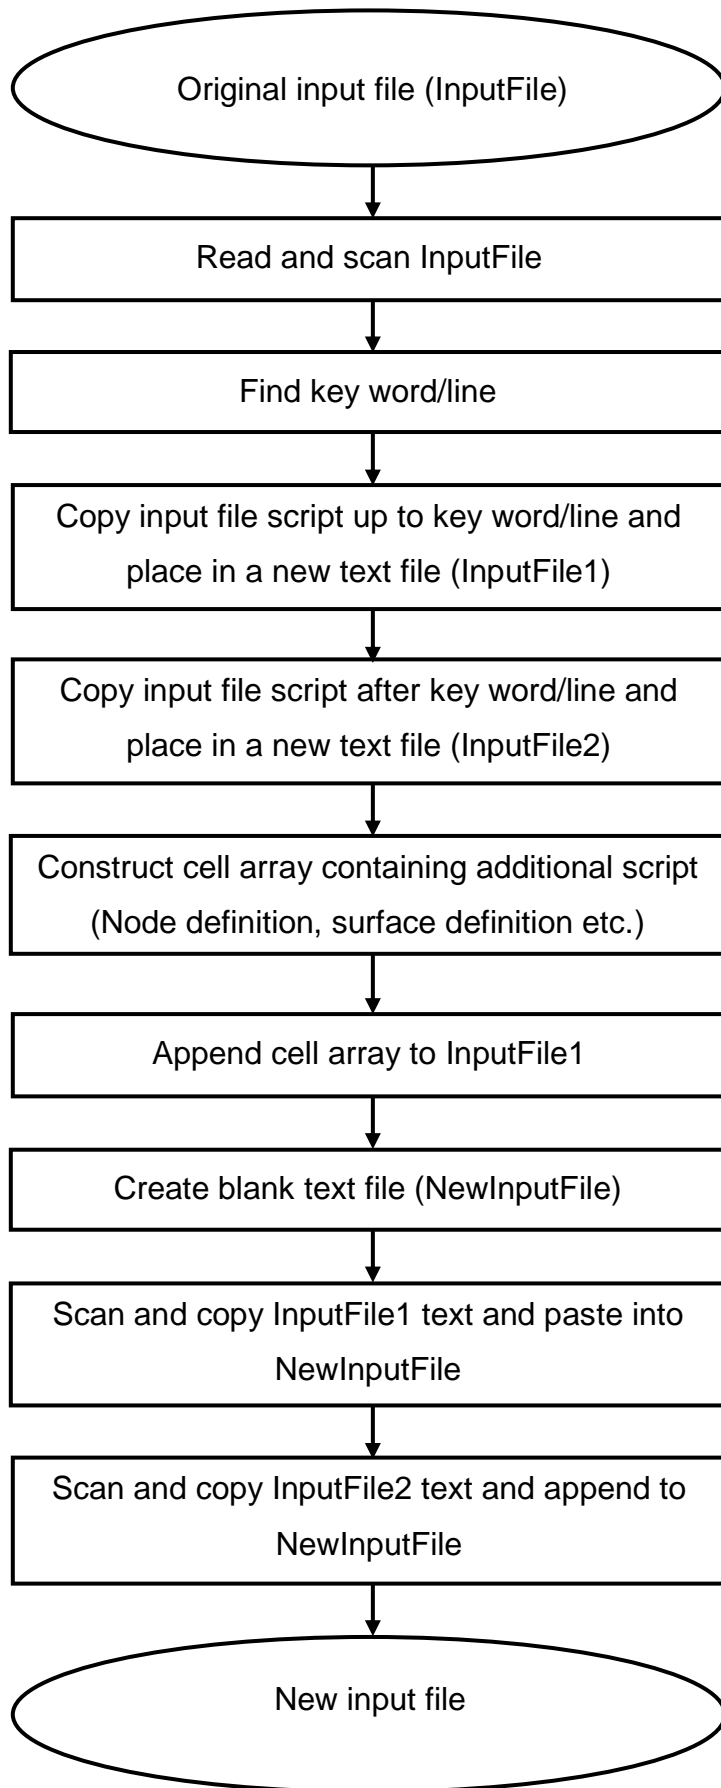 Original input file (InputFile)
Read and scan InputFile
Find key word/line
Copy input file script up to key word/line and
place in a new text file (InputFile1)
Copy input file script after key word/line and
place in a new text file (InputFile2)
Construct cell array containing additional script
(Node definition, surface definition etc.)
Append cell array to InputFile1
Create blank text file (NewInputFile)
Scan and copy InputFile1 text and paste into
NewInputFile
Scan and copy InputFile2 text and append to
NewInputFile
New input file